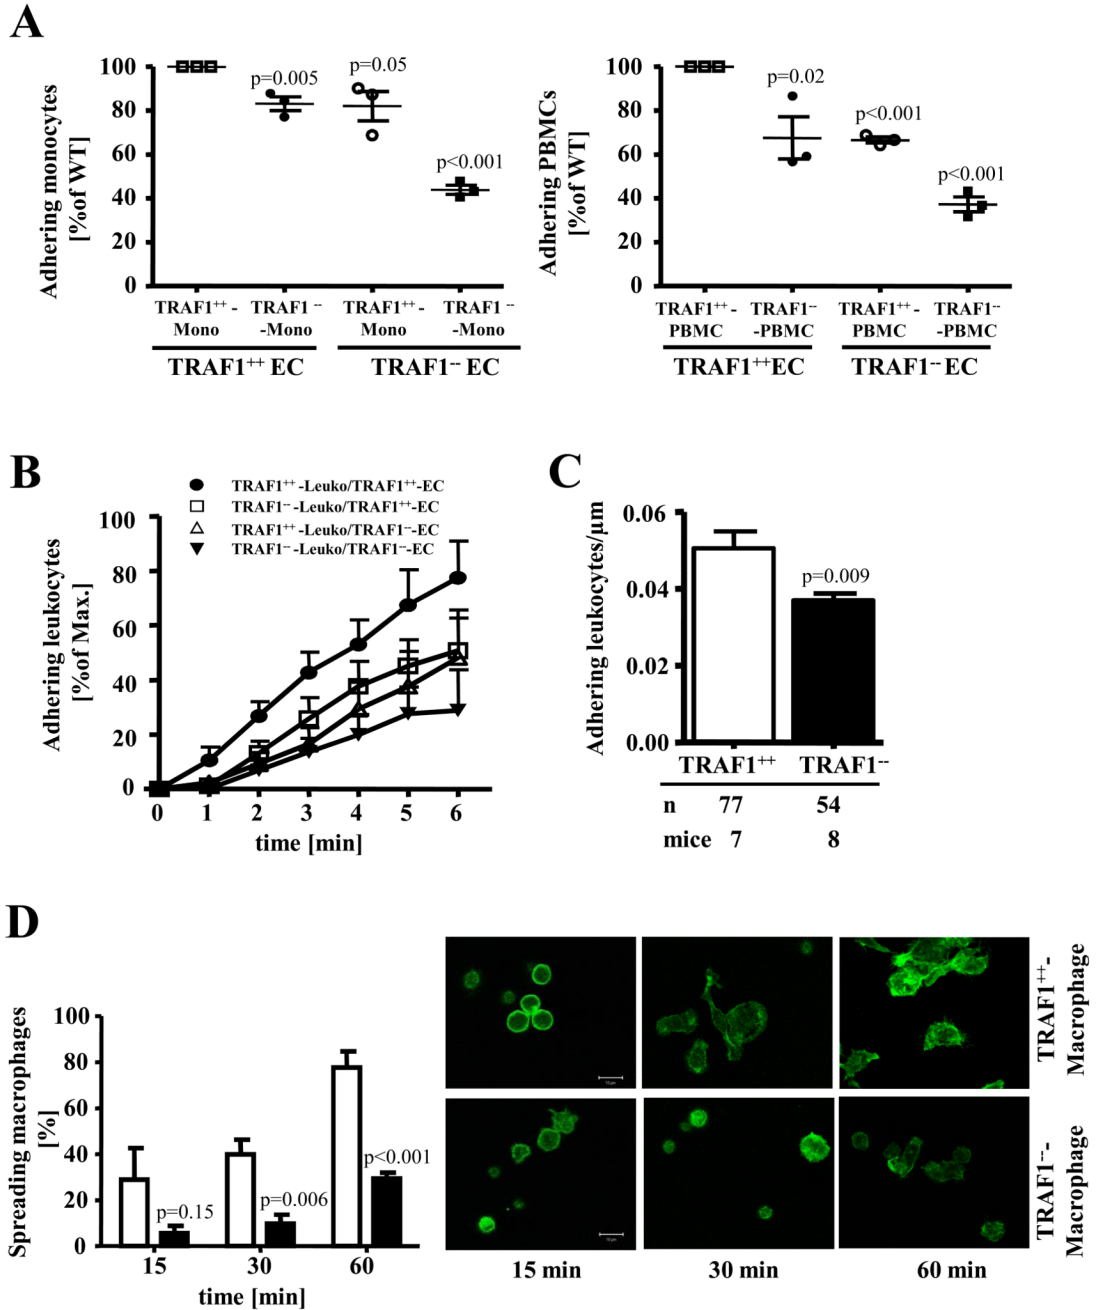 A
Adhering monocytes
[%of WT]
100
80
60
40
20
0
p=0.005
p=0.05
p<0.001
TRAF1⁺⁺-
Mono
TRAF1⁻⁻
-Mono
TRAF1⁺⁺-
Mono
TRAF1⁻⁻
-Mono
TRAF1⁺⁺ EC
TRAF1⁻⁻ EC
Adhering PBMCs
[%of WT]
100
80
60
40
20
0
p=0.02
p<0.001
p<0.001
TRAF1⁺⁺-
PBMC
TRAF1⁻⁻
-PBMC
TRAF1⁺⁺-
PBMC
TRAF1⁻⁻
-PBMC
TRAF1⁺⁺EC
TRAF1⁻⁻ EC
B
TRAF1⁺⁺-Leuko/TRAF1⁺⁺-EC
TRAF1⁻⁻-Leuko/TRAF1⁺⁺-EC
TRAF1⁺⁺-Leuko/TRAF1⁻⁻-EC
TRAF1⁻⁻-Leuko/TRAF1⁻⁻-EC
Adhering leukocytes
[%of Max.]
100
80
60
40
20
0
0 1 2 3 4 5 6
time [min]
C
Adhering leukocytes/µm
0.06
0.04
0.02
0.00
p=0.009
TRAF1⁺⁺ TRAF1⁻⁻
n 77 54
mice 7 8
D
Spreading macrophages
[%]
100
80
60
40
20
0
p=0.15
p=0.006
p<0.001
15 30 60
time [min]
TRAF1⁺⁺-
Macrophage
TRAF1⁻⁻-
Macrophage
15 min 30 min 60 min